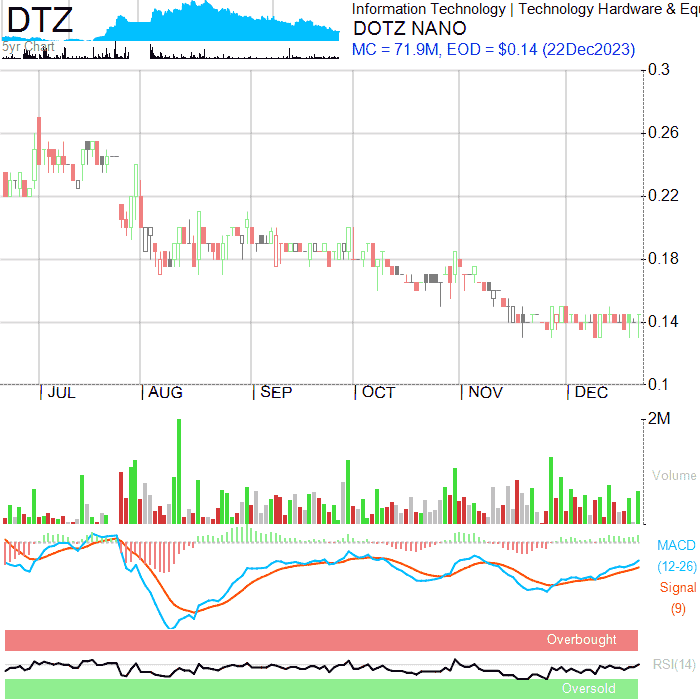 DTZ
5yr Chart
Information Technology | Technology Hardware & Equ
DOTZ NANO
MC = 71.9M, EOD = $0.14 (22Dec2023)
0.3
0.26
0.22
0.18
0.14
0.1
JUL AUG SEP OCT NOV DEC
2M
Volume
MACD
(12-26)
Signal
(9)
Overbought
RSI(14)
Oversold